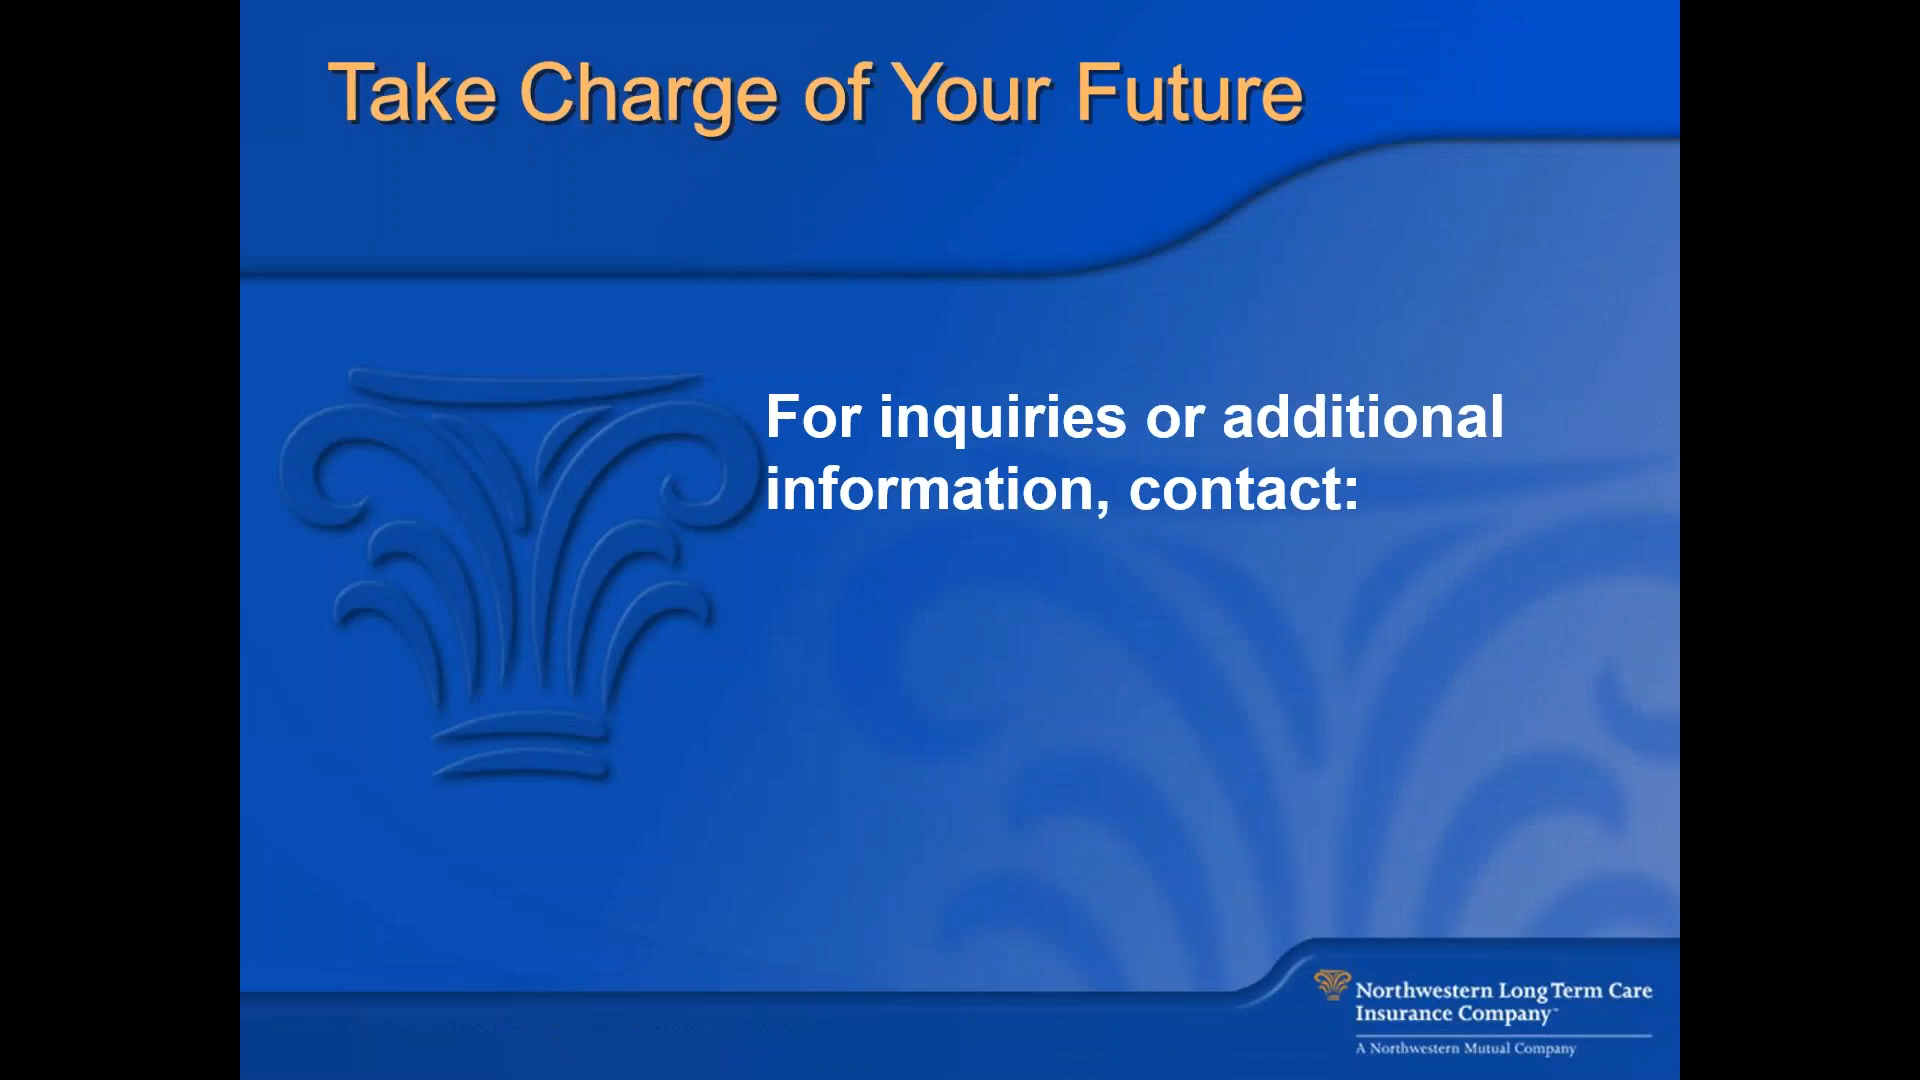 Take Charge of Your Future
For inquiries or additional
information, contact:
Northwestern Long Term Care
Insurance Company™
A Northwestern Mutual Company